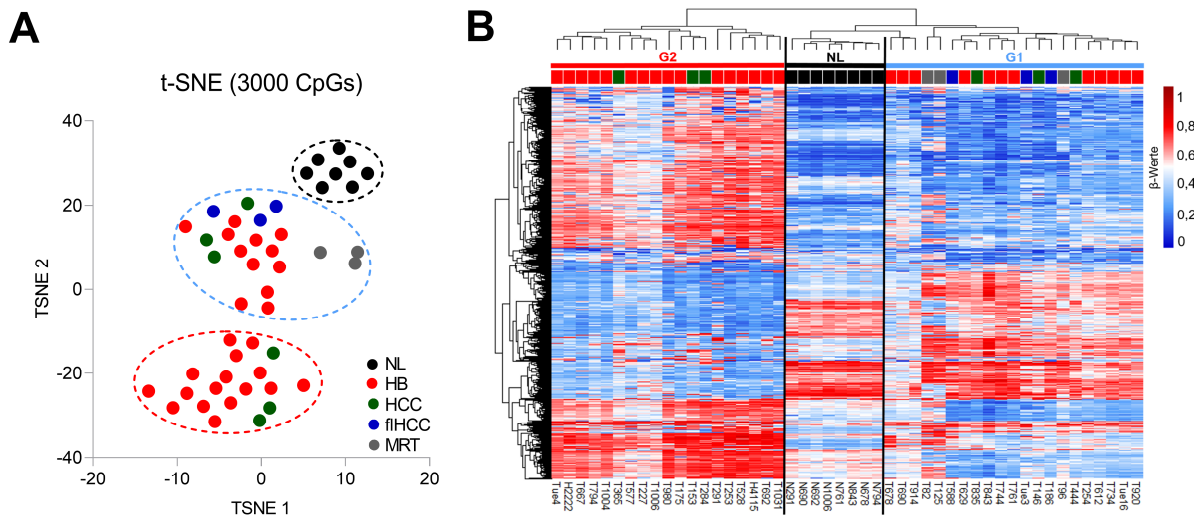 A
t-SNE (3000 CpGs)
TSNE 2
40
20
0
-20
-40
-20
-10
0
10
20
TSNE 1
NL
HB
HCC
flHCC
MRT
B
G2
NL
G1
Tue4
H2222
T067
T794
T1004
T365
T577
T227
T1006
T980
T175
T153
T284
T291
T253
T528
H4115
T692
T1031
N291
N690
N692
N1006
N761
N843
N678
N794
T678
T690
T914
T82
T125
T688
T629
T835
T843
T744
T761
Tue3
T146
T186
T96
T444
T254
T612
T734
Tue16
T920
β-Werte
1
0.8
0.6
0.4
0,2
0